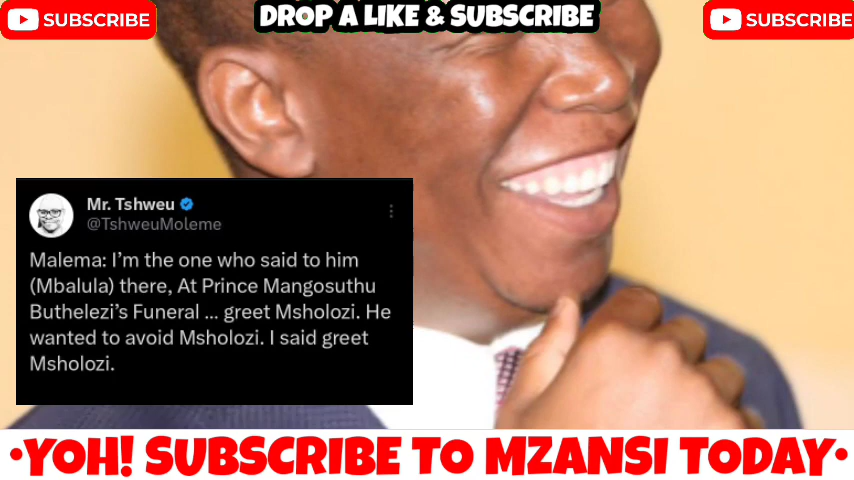 SUBSCRIBE
DROP A LIKE & SUBSCRIBE
SUBSCRIBE
Mr. Tshweu
@TshweuMoleme
Malema: I’m the one who said to him
(Mbalula) there, At Prince Mangosuthu
Buthelezi’s Funeral ... greet Msholozi. He
wanted to avoid Msholozi. I said greet
Msholozi.
•YOH! SUBSCRIBE TO MZANSI TODAY•